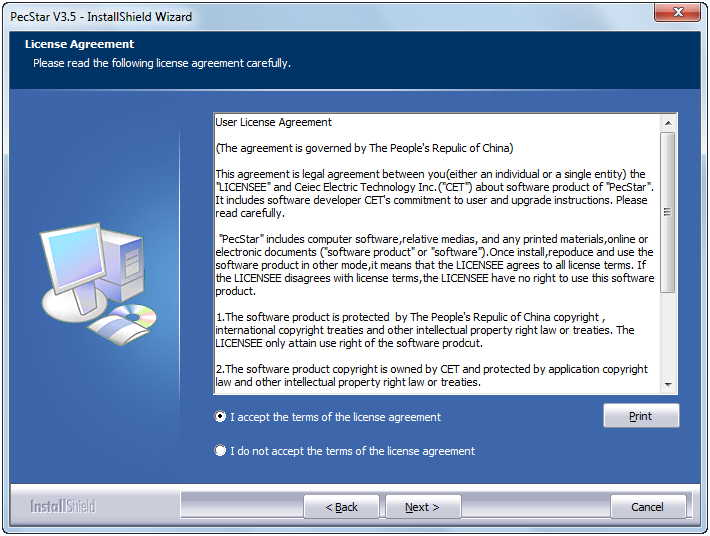 PecStar V3.5 - InstallShield Wizard
License Agreement
Please read the following license agreement carefully.
User License Agreement
(The agreement is governed by The People's Repulic of China)
This agreement is legal agreement between you(either an individual or a single entity) the
"LICENSEE" and Ceiec Electric Technology Inc.("CET") about software product of "PecStar".
It includes software developer CET's commitment to user and upgrade instructions. Please
read carefully.
"PecStar" includes computer software,relative medias, and any printed materials,online or
electronic documents ("software product" or "software").Once install,repoduce and use the
software product in other mode,it means that the LICENSEE agrees to all license terms. If
the LICENSEE disagrees with license terms,the LICENSEE have no right to use this software
product.
1.The software product is protected  by The People's Repulic of China copyright ,
international copyright treaties and other intellectual property right law or treaties. The
LICENSEE only attain use right of the software prodcut.
2.The software product copyright is owned by CET and protected by application copyright
law and other intellectual property right law or treaties.
I accept the terms of the license agreement
Print
I do not accept the terms of the license agreement
InstallShield
< Back
Next >
Cancel